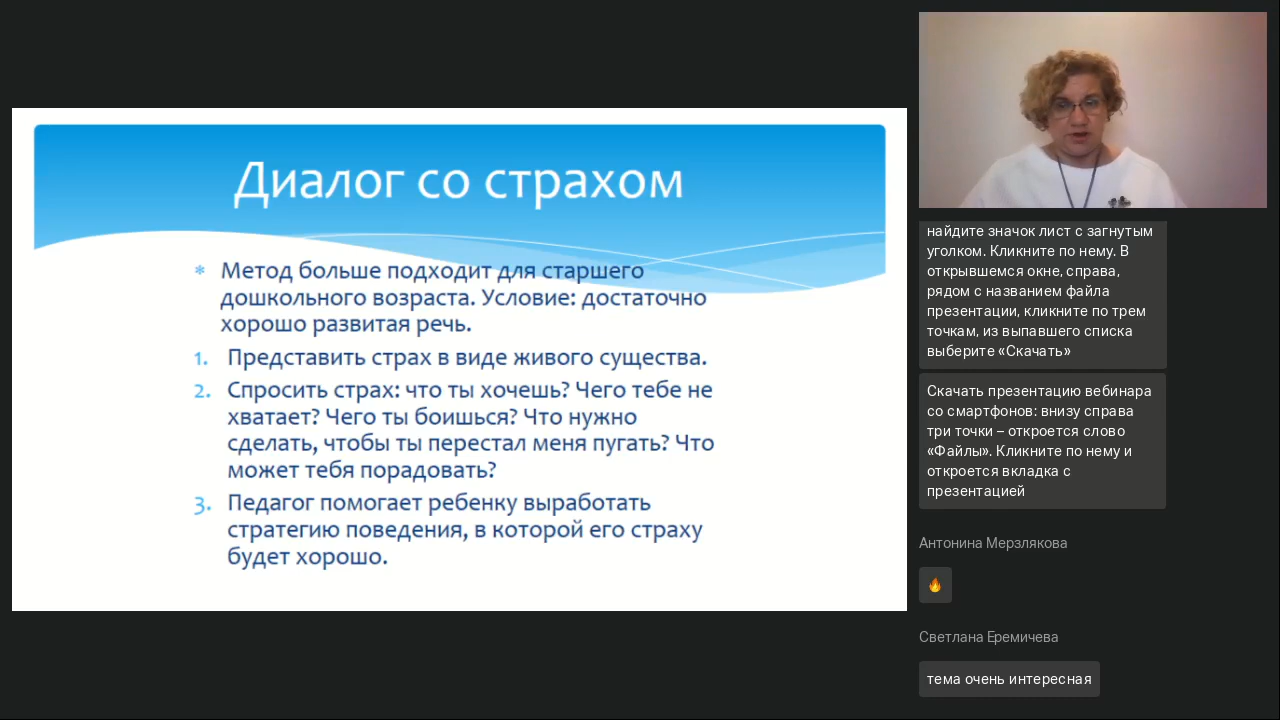 Диалог со страхом
* Метод больше подходит для старшего
дошкольного возраста. Условие: достаточно
хорошо развитая речь.
1. Представить страх в виде живого существа.
2. Спросить страх: что ты хочешь? Чего тебе не
хватает? Чего ты боишься? Что нужно
сделать, чтобы ты перестал меня пугать? Что
может тебя порадовать?
3. Педагог помогает ребенку выработать
стратегию поведения, в которой его страху
будет хорошо.
найдите значок лист с загнутым
уголком. Кликните по нему. В
открывшемся окне, справа,
рядом с названием файла
презентации, кликните по трем
точкам, из выпавшего списка
выберите «Скачать»
Скачать презентацию вебинара
со смартфонов: внизу справа
три точки – откроется слово
«Файлы». Кликните по нему и
откроется вкладка с
презентацией
Антонина Мерзлякова
🔥
Светлана Еремичева
тема очень интересная